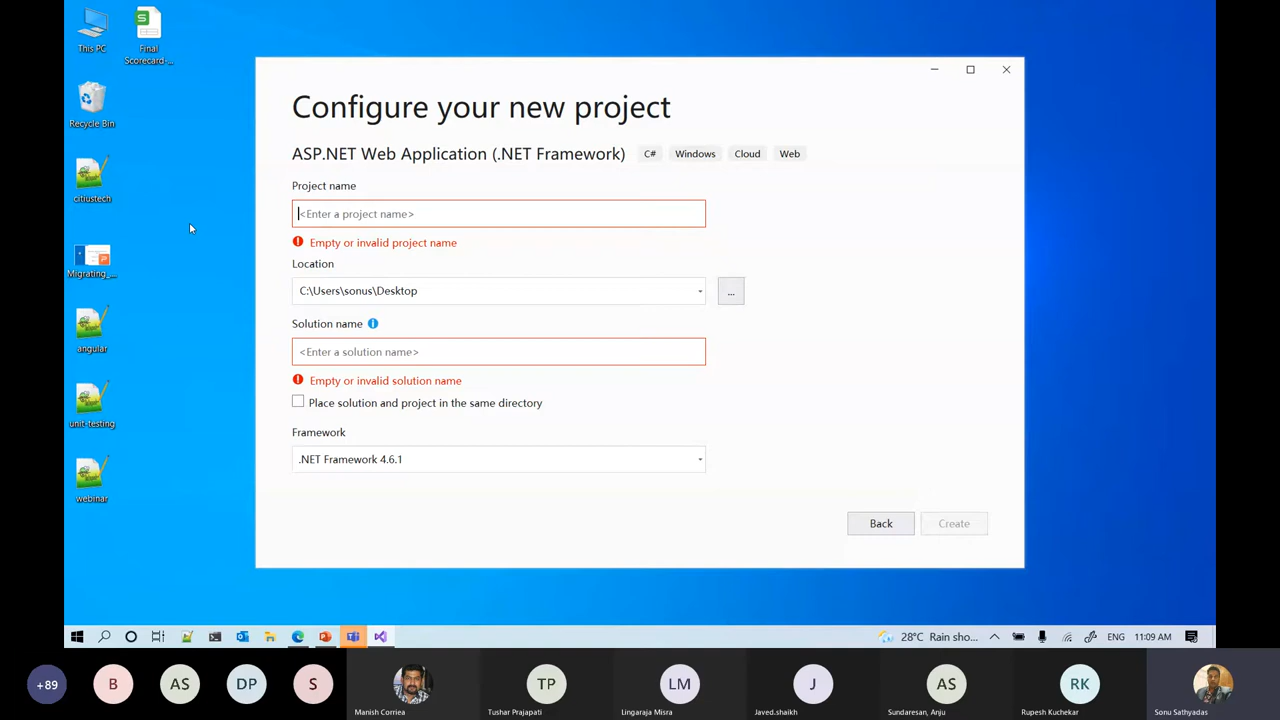 This PC
Final
Scorecard-...
Recycle Bin
citiustech
Migrating_...
angular
unit-testing
webinar
Configure your new project
ASP.NET Web Application (.NET Framework)
C#
Windows
Cloud
Web
Project name
<Enter a project name>
Empty or invalid project name
Location
C:\Users\sonus\Desktop
...
Solution name
<Enter a solution name>
Empty or invalid solution name
Place solution and project in the same directory
Framework
.NET Framework 4.6.1
Back
Create
28°C Rain sho...
ENG
11:09 AM
+89
B
AS
DP
S
TP
LM
J
AS
RK
Manish Corriea
Tushar Prajapati
Lingaraja Misra
Javed.shaikh
Sundaresan, Anju
Rupesh Kuchekar
Sonu Sathyadas